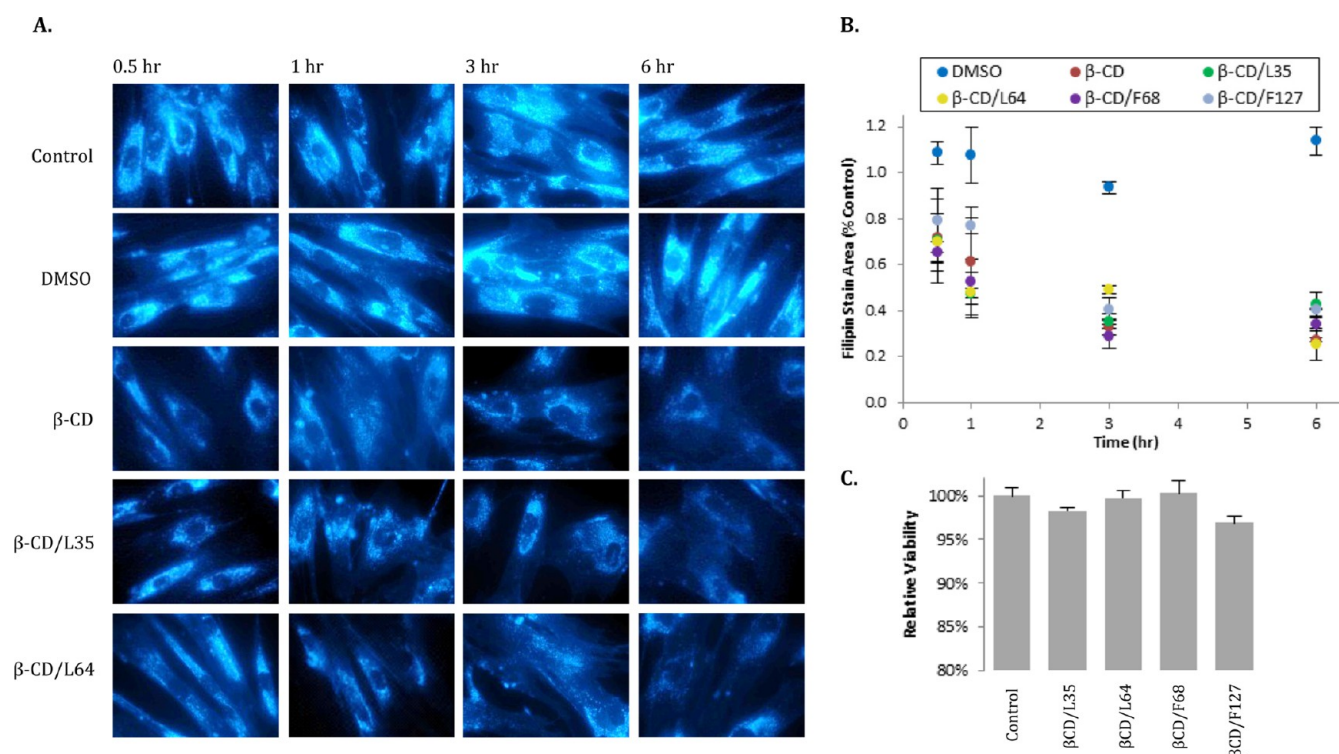 A.
0.5 hr 1 hr 3 hr 6 hr
Control
DMSO
β-CD
β-CD/L35
β-CD/L64
B.
DMSO β-CD β-CD/L35
β-CD/L64 β-CD/F68 β-CD/F127
Filipin Stain Area (% Control)
1.2
1.0
0.8
0.6
0.4
0.2
0.0
0 1 2 3 4 5 6
Time (hr)
C.
Relative Viability
100%
95%
90%
85%
80%
Control
βCD/L35
βCD/L64
βCD/F68
βCD/F127